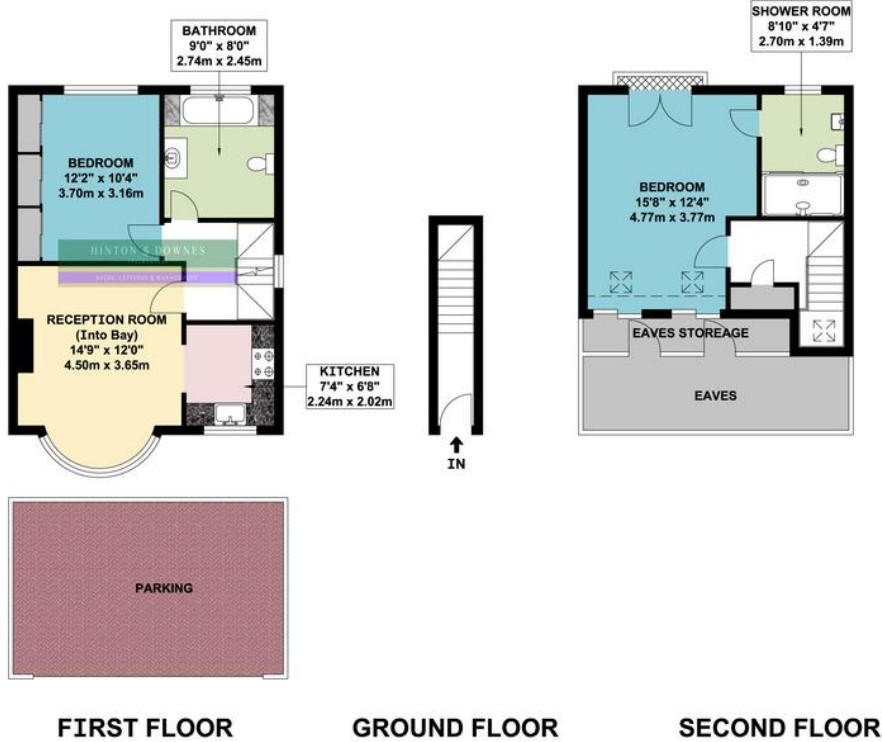 BATHROOM
9'0" x 8'0"
2.74m x 2.45m
BEDROOM
12'2" x 10'4"
3.70m x 3.16m
HINTON & DOWNES
SALES, LETTINGS & MANAGEMENT
RECEPTION ROOM
(Into Bay)
14'9" x 12'0"
4.50m x 3.65m
KITCHEN
7'4" x 6'8"
2.24m x 2.02m
PARKING
FIRST FLOOR
IN
GROUND FLOOR
SHOWER ROOM
8'10" x 4'7"
2.70m x 1.39m
BEDROOM
15'8" x 12'4"
4.77m x 3.77m
EAVES STOREAGE
EAVES
SECOND FLOOR